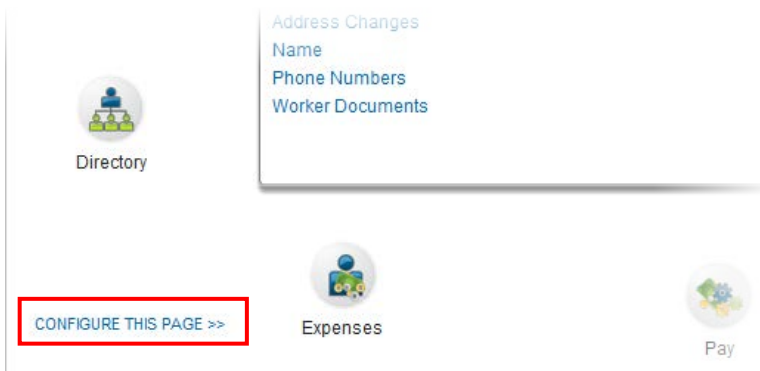 Address Changes
Name
Phone Numbers
Worker Documents
Directory
CONFIGURE THIS PAGE >>
Expenses
Pay